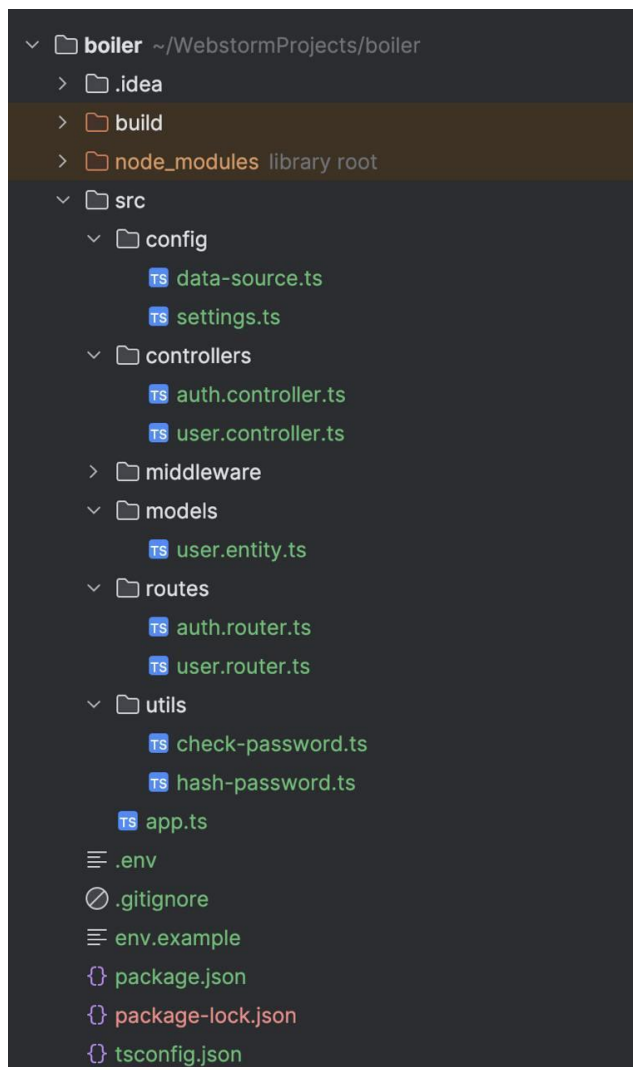 boiler ~/WebstormProjects/boiler
.idea
build
node_modules library root
src
config
TS data-source.ts
TS settings.ts
controllers
TS auth.controller.ts
TS user.controller.ts
middleware
models
TS user.entity.ts
routes
TS auth.router.ts
TS user.router.ts
utils
TS check-password.ts
TS hash-password.ts
TS app.ts
.env
.gitignore
env.example
{} package.json
{} package-lock.json
{} tsconfig.json